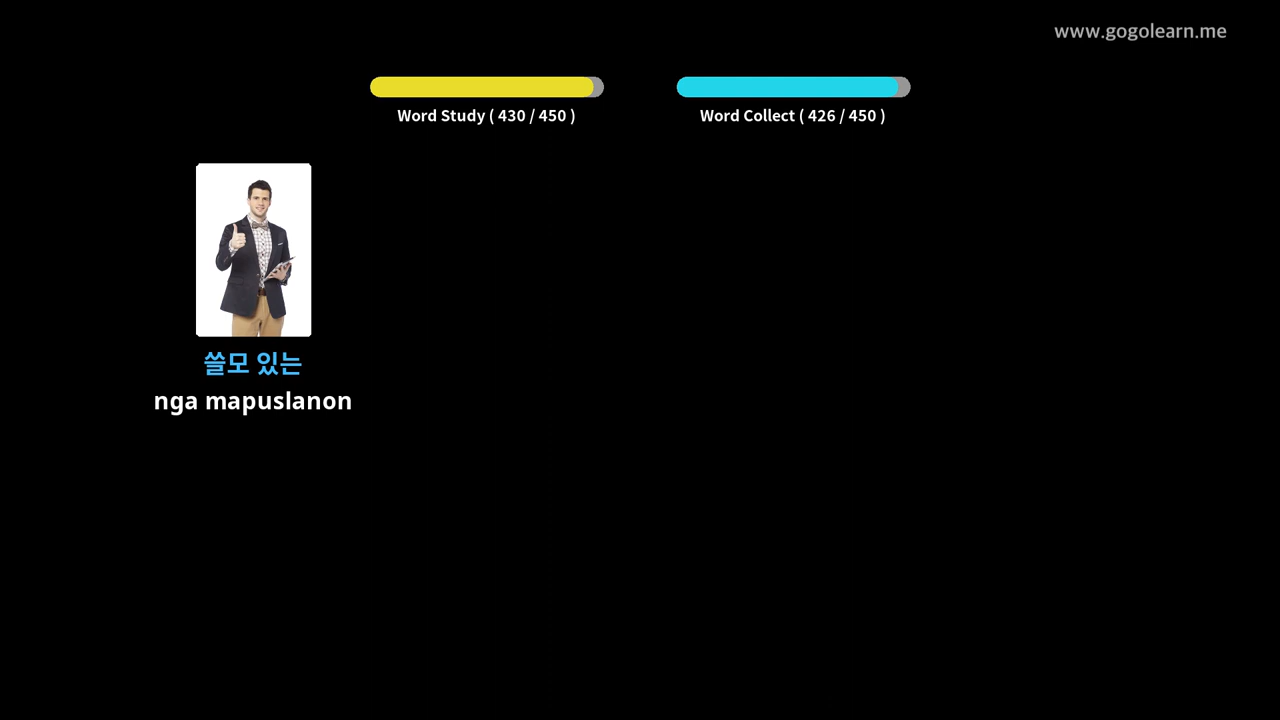 www.gogolearn.me
Word Study ( 430 / 450 )
Word Collect ( 426 / 450 )
쓸모 있는
nga mapuslanon